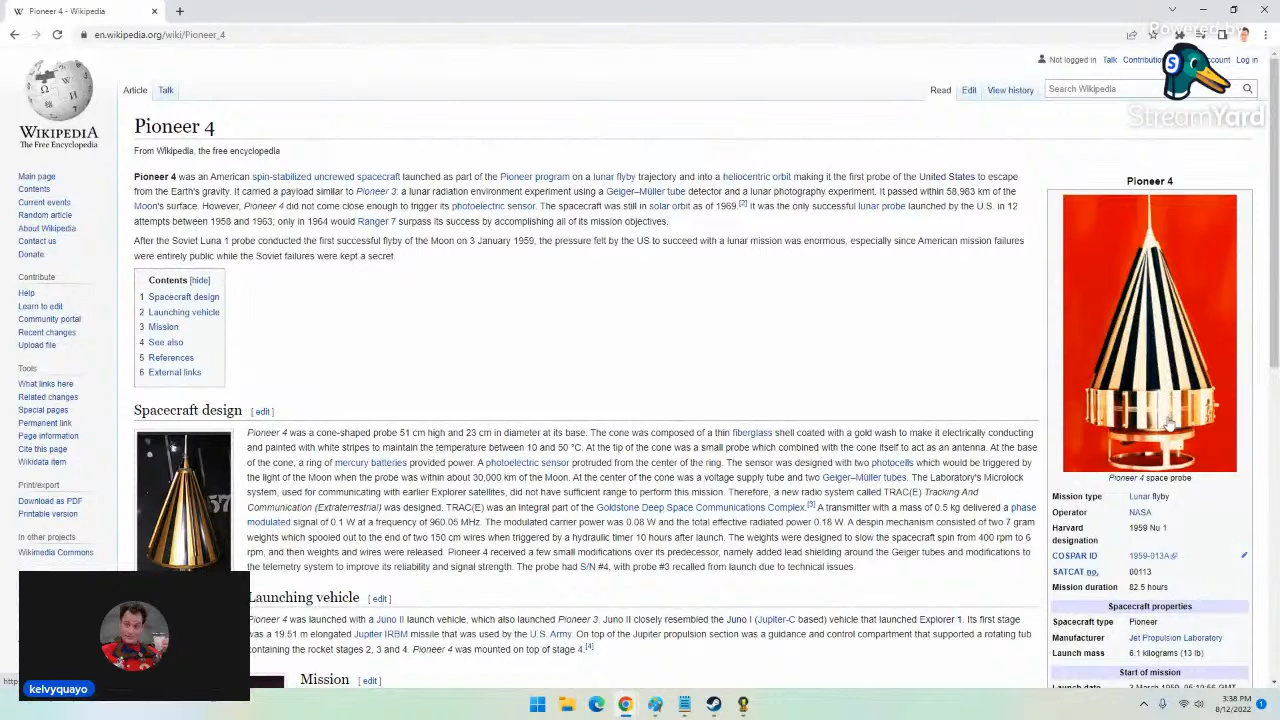 Pioneer 4 - Wikipedia
en.wikipedia.org/wiki/Pioneer_4
Powered by
StreamYard
Not logged in Talk Contributions Log in
WIKIPEDIA
The Free Encyclopedia
Article Talk Read Edit View history Search Wikipedia
Main page
Contents
Current events
Random article
About Wikipedia
Contact us
Donate
Contribute
Help
Learn to edit
Community portal
Recent changes
Upload file
Tools
What links here
Related changes
Special pages
Permanent link
Page information
Cite this page
Wikidata item
Print/export
Download as PDF
Printable version
In other projects
Wikimedia Commons
Pioneer 4
From Wikipedia, the free encyclopedia
Pioneer 4 was an American spin-stabilized uncrewed spacecraft launched as part of the Pioneer program on a lunar flyby trajectory and into a heliocentric orbit making it the first probe of the United States to escape
from the Earth's gravity. It carried a payload similar to Pioneer 3: a lunar radiation environment experiment using a Geiger–Müller tube detector and a lunar photography experiment. It passed within 58,983 km of the
Moon's surface. However, Pioneer 4 did not come close enough to trigger its photoelectric sensor. The spacecraft was still in solar orbit as of 1969.[2] It was the only successful lunar probe launched by the U.S. in 12
attempts between 1958 and 1963; only in 1964 would Ranger 7 surpass its success by accomplishing all of its mission objectives.
After the Soviet Luna 1 probe conducted the first successful flyby of the Moon on 3 January 1959, the pressure felt by the US to succeed with a lunar mission was enormous, especially since American mission failures
were entirely public while the Soviet failures were kept a secret.
Contents [hide]
1 Spacecraft design
2 Launching vehicle
3 Mission
4 See also
5 References
6 External links
Spacecraft design [ edit ]
57
Pioneer 4 was a cone-shaped probe 51 cm high and 23 cm in diameter at its base. The cone was composed of a thin fiberglass shell coated with a gold wash to make it electrically conducting
and painted with white stripes to maintain the temperature between 10 and 50 °C. At the tip of the cone was a small probe which combined with the cone itself to act as an antenna. At the base
of the cone, a ring of mercury batteries provided power. A photoelectric sensor protruded from the center of the ring. The sensor was designed with two photocells which would be triggered by
the light of the Moon when the probe was within about 30,000 km of the Moon. At the center of the cone was a voltage supply tube and two Geiger–Müller tubes. The Laboratory's Microlock
system, used for communicating with earlier Explorer satellites, did not have sufficient range to perform this mission. Therefore, a new radio system called TRAC(E) Tracking And
Communication (Extraterrestrial) was designed. TRAC(E) was an integral part of the Goldstone Deep Space Communications Complex.[3] A transmitter with a mass of 0.5 kg delivered a phase
modulated signal of 0.1 W at a frequency of 960.05 MHz. The modulated carrier power was 0.08 W and the total effective radiated power 0.18 W. A despin mechanism consisted of two 7 gram
weights which spooled out to the end of two 150 cm wires when triggered by a hydraulic timer 10 hours after launch. The weights were designed to slow the spacecraft spin from 400 rpm to 6
rpm, and then weights and wires were released. Pioneer 4 recorded a few small modifications over its predecessor, namely added lead shielding around the Geiger tubes and modifications to
the telemetry system to improve its reliability and signal strength. The probe had S/N #4, with probe #3 recalled from launch due to technical issues.
Launching vehicle [ edit ]
Pioneer 4 was launched with a Juno II launch vehicle, which also launched Pioneer 3. Juno II closely resembled the Juno I (Jupiter-C based) vehicle that launched Explorer 1. Its first stage
was a 19.51 m elongated Jupiter IRBM missile that was used by the U.S. Army. On top of the Jupiter propulsion section was a guidance and control compartment that supported a rotating tub
containing the rocket stages 2, 3 and 4. Pioneer 4 was mounted on top of stage 4.[4]
Mission [ edit ]
Pioneer 4
Pioneer 4 space probe
Mission type Lunar flyby
Operator NASA
Harvard designation 1959 Nu 1
COSPAR ID 1959-013A
SATCAT no. 00113
Mission duration 82.5 hours
Spacecraft properties
Spacecraft type Pioneer
Manufacturer Jet Propulsion Laboratory
Launch mass 6.1 kilograms (13 lb)
Start of mission
kelvyquayo
3:38 PM
8/12/2022